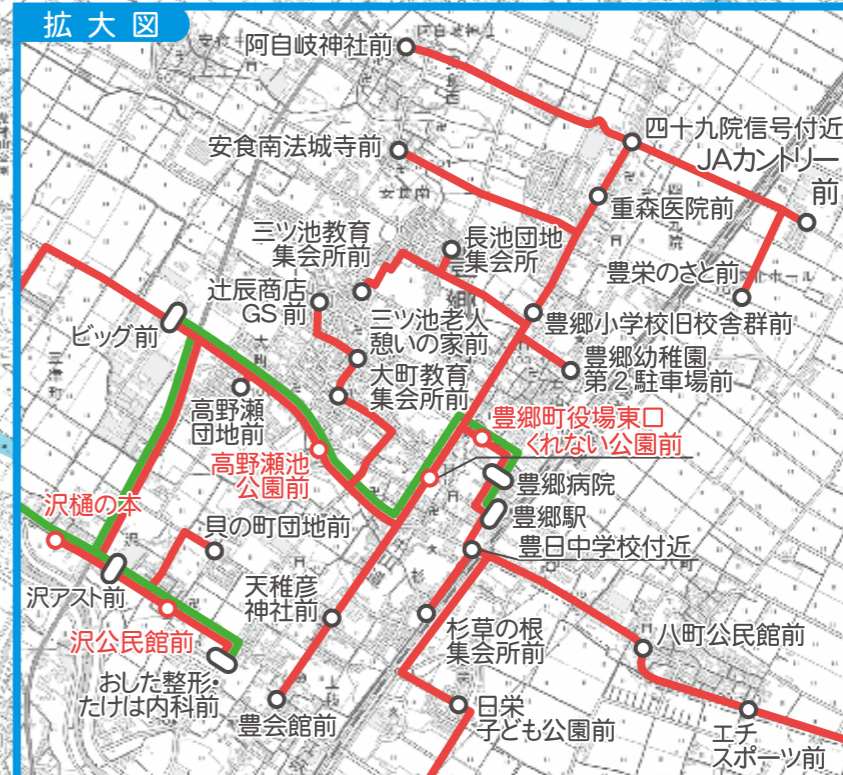 拡大図
阿自岐神社前
四十九院信号付近
JAカントリー
前
安食南法城寺前
重森医院前
三ツ池教育
集会所前
長池団地
集会所
豊栄のさと前
辻辰商店
GS前
三ツ池老人
憩いの家前
豊郷小学校旧校舎群前
ビッグ前
豊郷幼稚園
第2駐車場前
大町教育
集会所前
高野瀬
団地前
豊郷町役場東口
くれない公園前
高野瀬池
公園前
豊郷病院
沢樋の本
豊郷駅
貝の町団地前
豊日中学校付近
沢アスト前
天稚彦
神社前
沢公民館前
杉草の根
集会所前
八町公民館前
おした整形・
たけは内科前
豊会館前
日栄
子ども公園前
エチ
スポーツ前